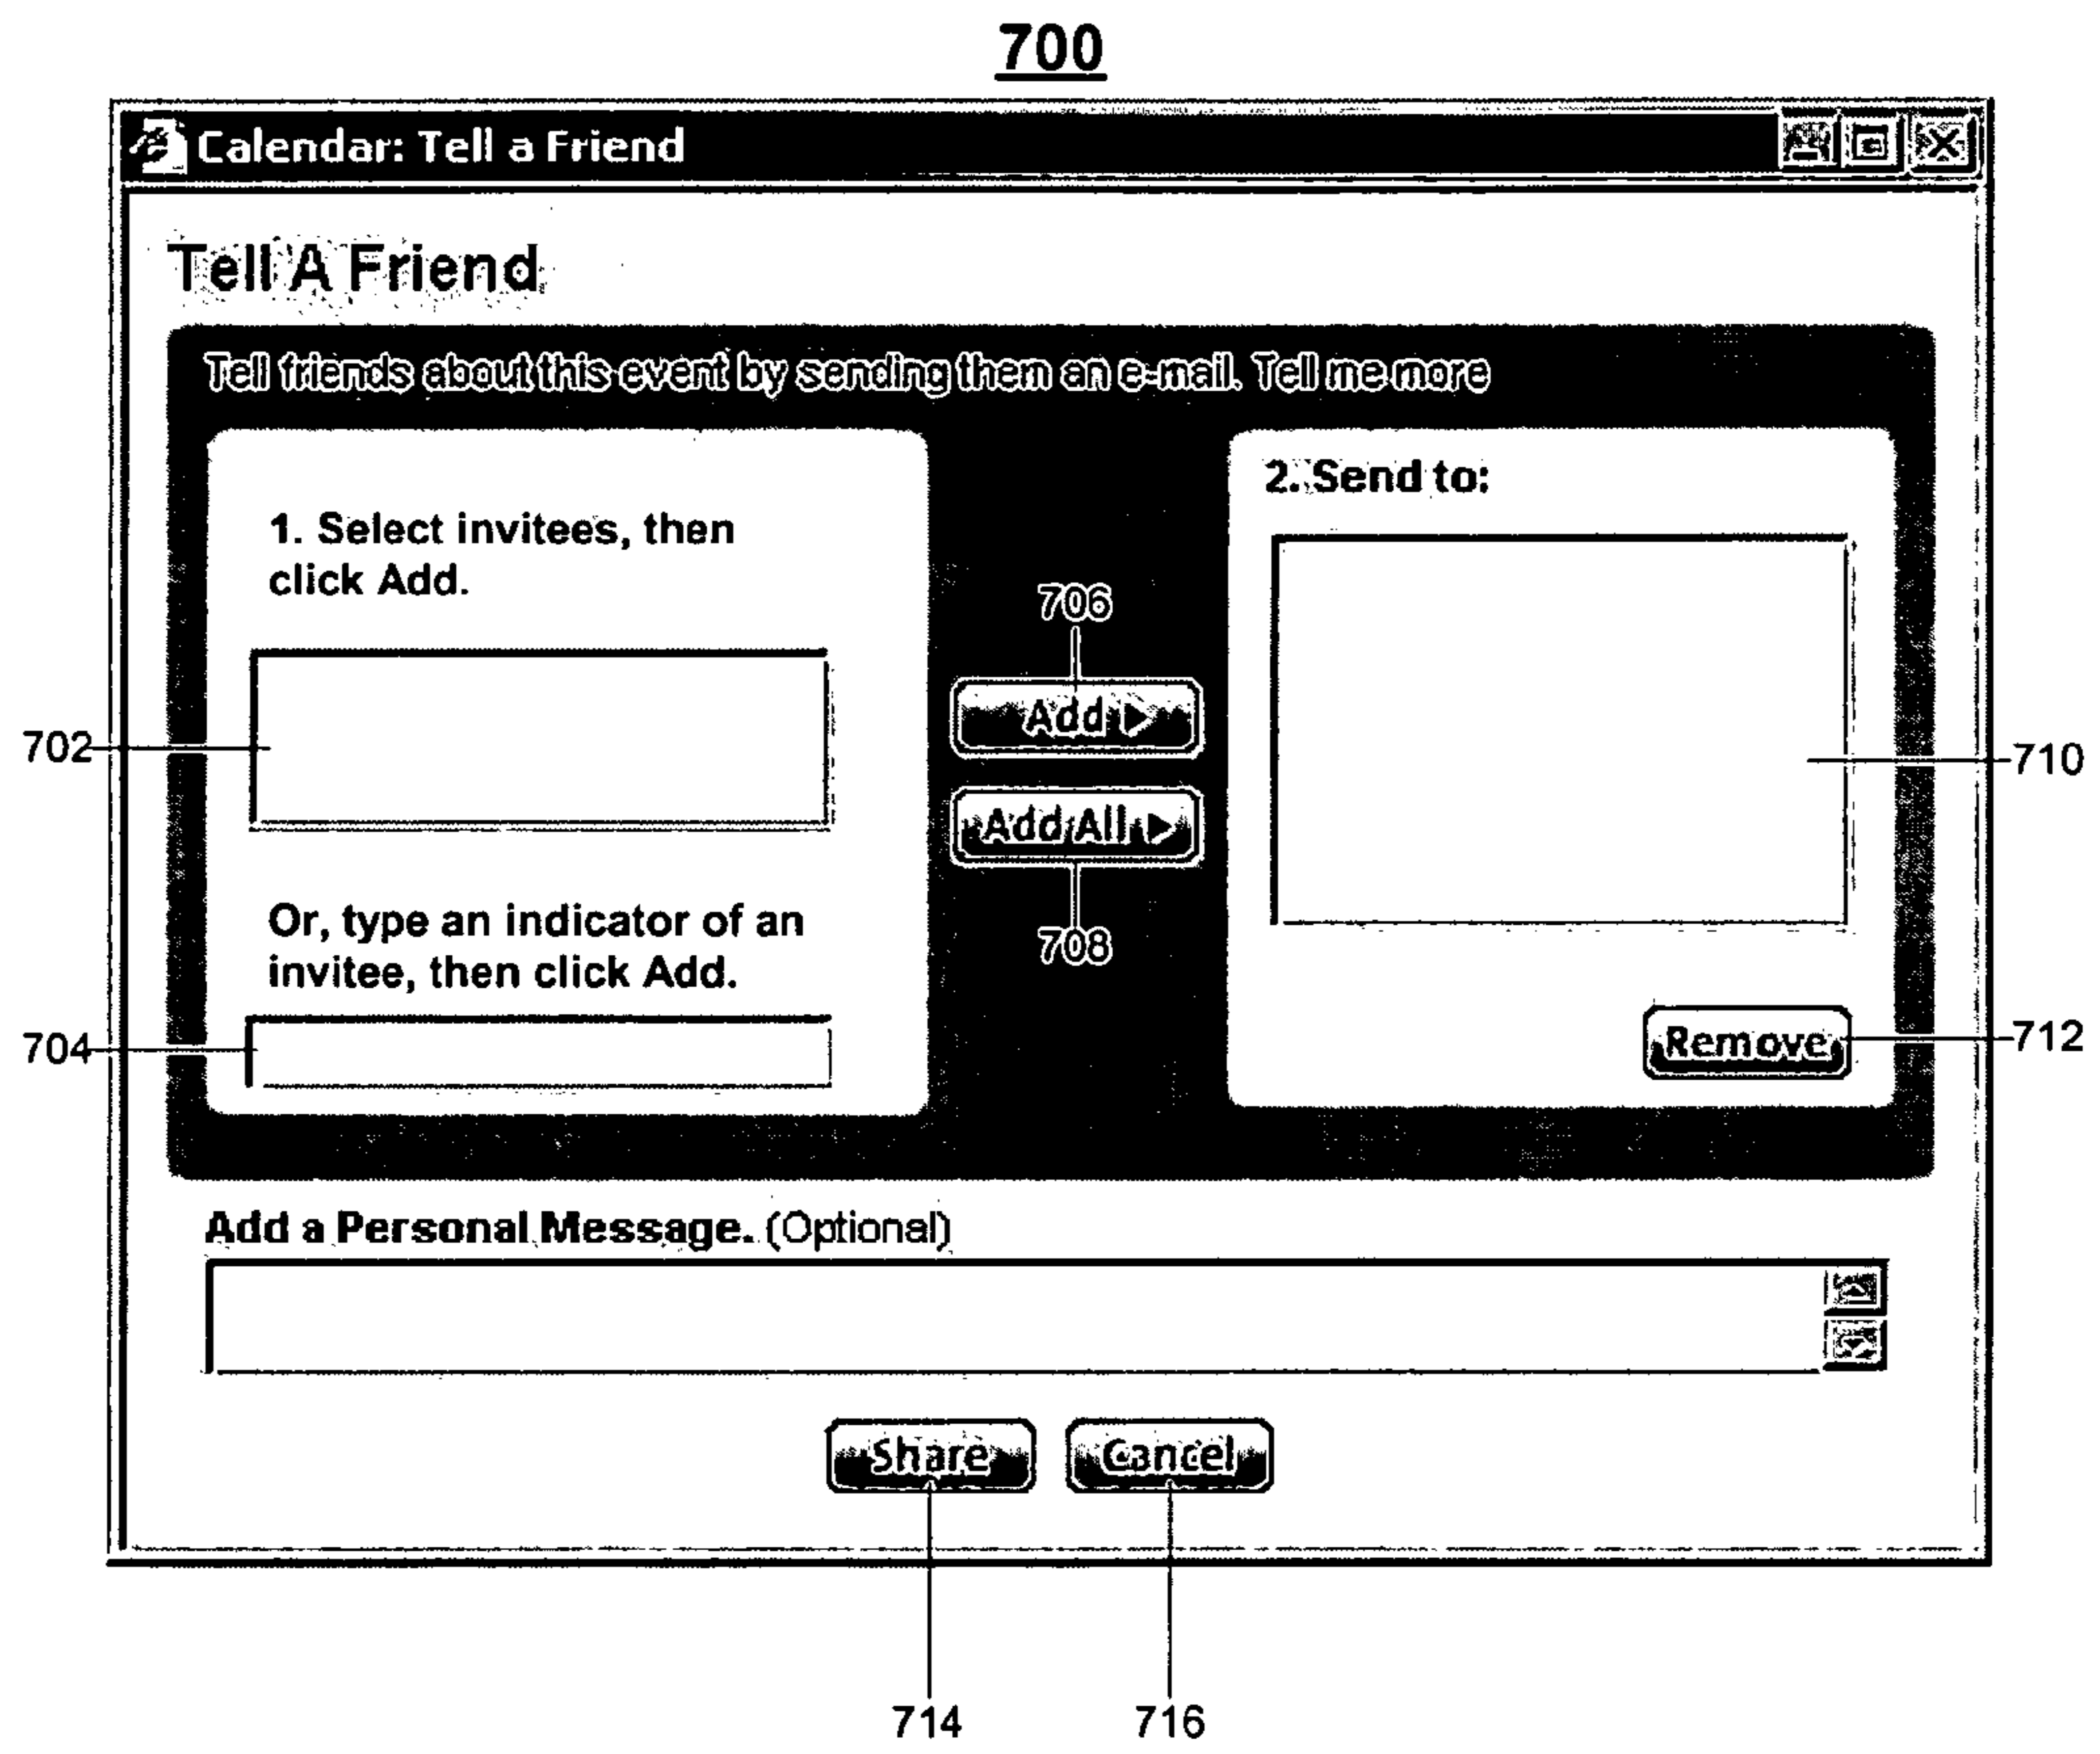 700
Calendar: Tell a Friend
Tell A Friend
Tell friends about this event by sending them an e-mail. Tell me more
1. Select invitees, then
click Add.
2. Send to:
706
Add
702
710
Add All
708
Or, type an indicator of an
invitee, then click Add.
704
Remove
712
Add a Personal Message. (Optional)
Share
Cancel
714
716